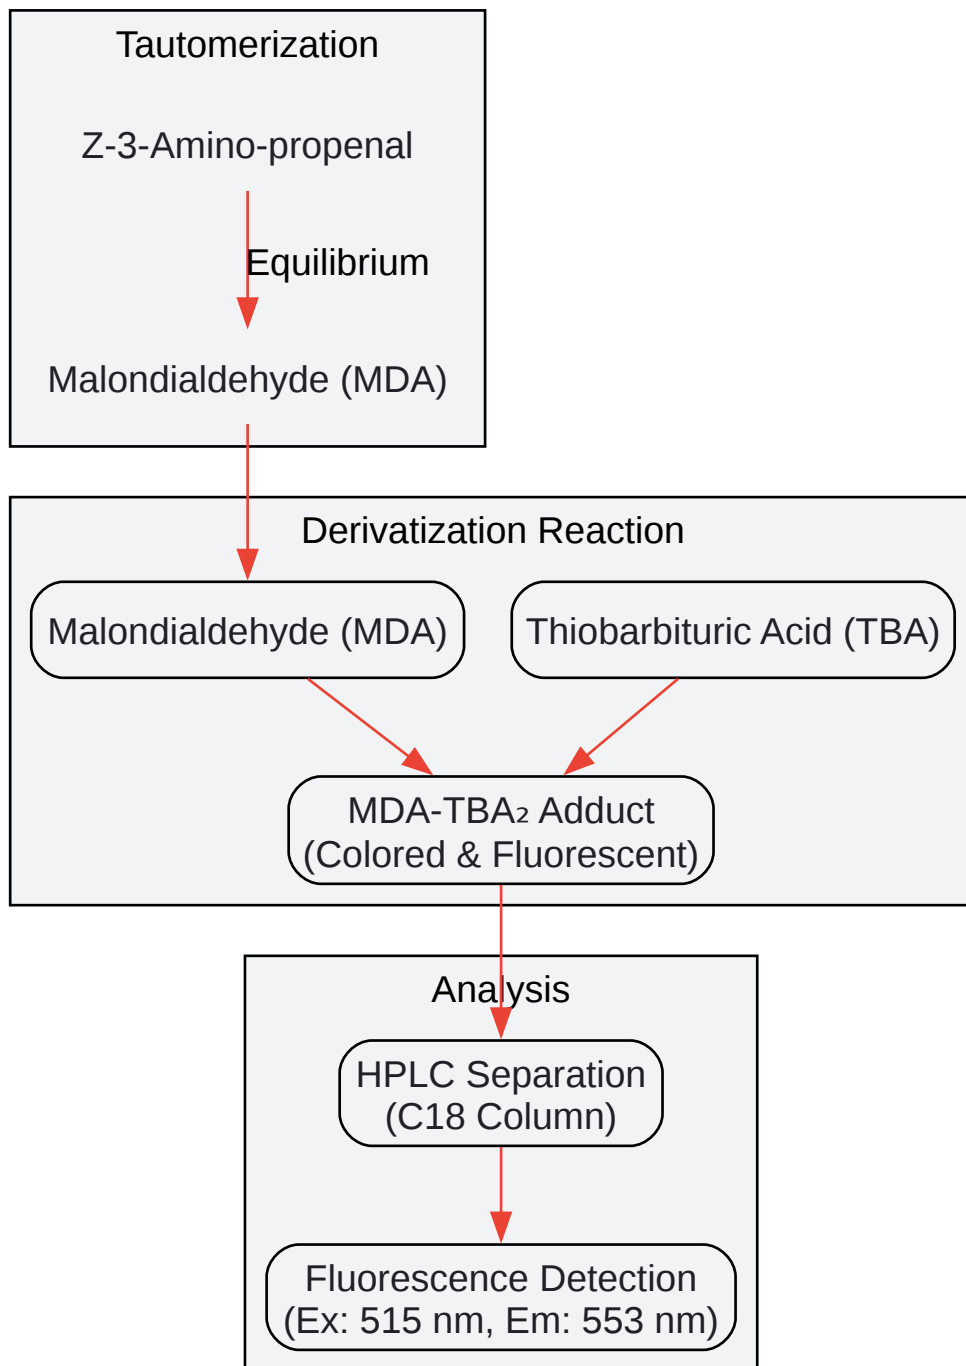 Tautomerization
Z-3-Amino-propenal
Equilibrium
Malondialdehyde (MDA)
Derivatization Reaction
Malondialdehyde (MDA)
Thiobarbituric Acid (TBA)
MDA-TBA₂ Adduct
(Colored & Fluorescent)
Analysis
HPLC Separation
(C18 Column)
Fluorescence Detection
(Ex: 515 nm, Em: 553 nm)